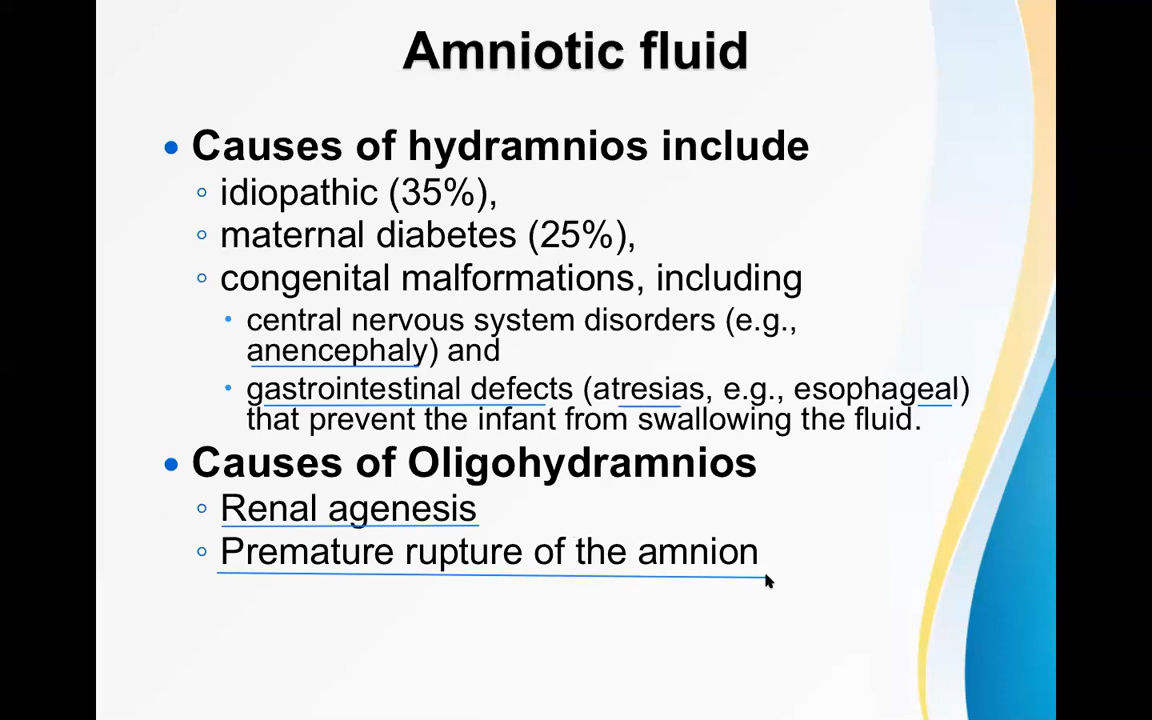 Amniotic fluid
• Causes of hydramnios include
◦ idiopathic (35%),
◦ maternal diabetes (25%),
◦ congenital malformations, including
• central nervous system disorders (e.g.,
anencephaly) and
• gastrointestinal defects (atresias, e.g., esophageal)
that prevent the infant from swallowing the fluid.
• Causes of Oligohydramnios
◦ Renal agenesis
◦ Premature rupture of the amnion